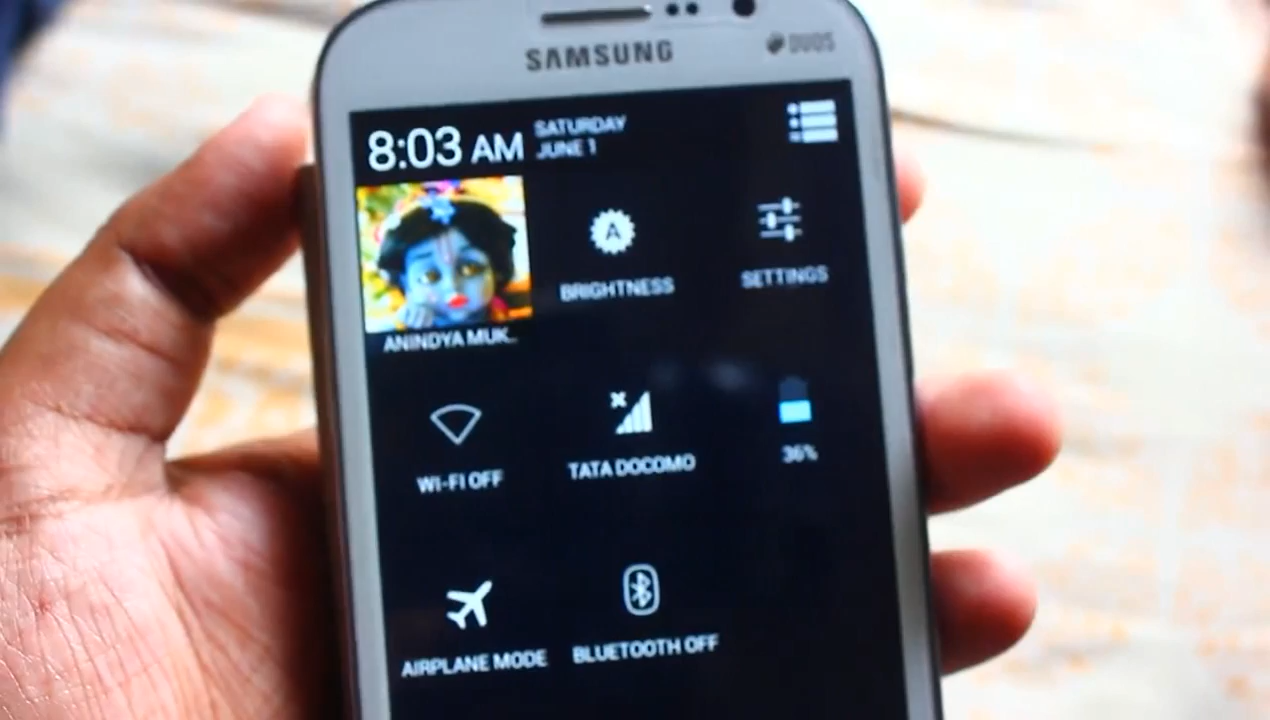 SAMSUNG
DUOS
8:03 AM
SATURDAY
JUNE 1
A
BRIGHTNESS
SETTINGS
ANINDYA MUK..
WI-FI OFF
TATA DOCOMO
36%
AIRPLANE MODE
BLUETOOTH OFF